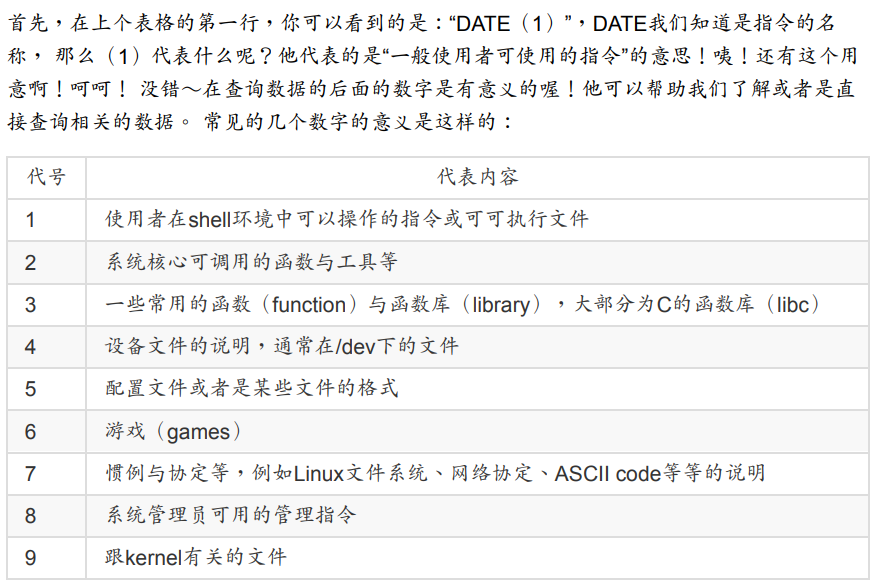 首先，在上个表格的第一行，你可以看到的是：“DATE（1）”，DATE我们知道是指令的名
称， 那么（1）代表什么呢？他代表的是“一般使用者可使用的指令”的意思！咦！还有这个用
意啊！呵呵！ 没错～在查询数据的后面的数字是有意义的喔！他可以帮助我们了解或者是直
接查询相关的数据。 常见的几个数字的意义是这样的：
代号 代表内容
1 使用者在shell环境中可以操作的指令或可可执行文件
2 系统核心可调用的函数与工具等
3 一些常用的函数（function）与函数库（library），大部分为C的函数库（libc）
4 设备文件的说明，通常在/dev下的文件
5 配置文件或者是某些文件的格式
6 游戏（games）
7 惯例与协定等，例如Linux文件系统、网络协定、ASCII code等等的说明
8 系统管理员可用的管理指令
9 跟kernel有关的文件